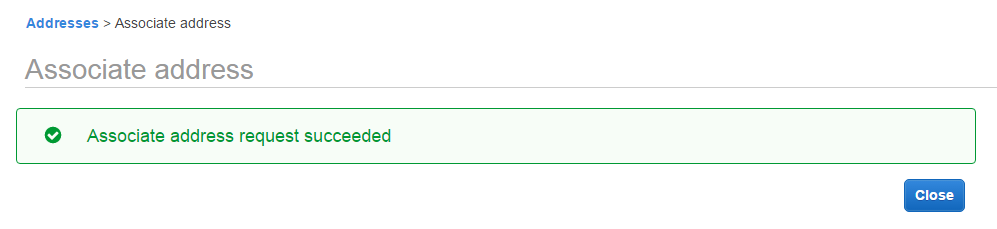 Addresses > Associate address
Associate address
Associate address request succeeded
Close